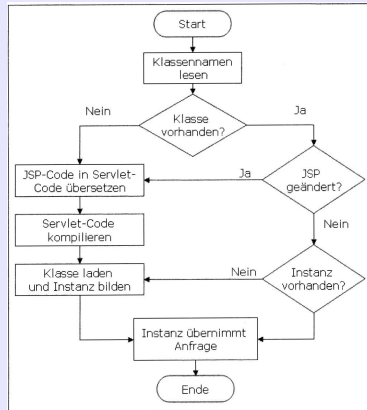 Start
Klassennamen
lesen
Nein
Ja
Klasse
vorhanden?
JSP-Code in Servlet-
Code übersetzen
Ja
JSP
geändert?
Servlet-Code
kompilieren
Nein
Klasse laden
und Instanz bilden
Nein
Instanz
vorhanden?
Instanz übernimmt
Anfrage
Ende